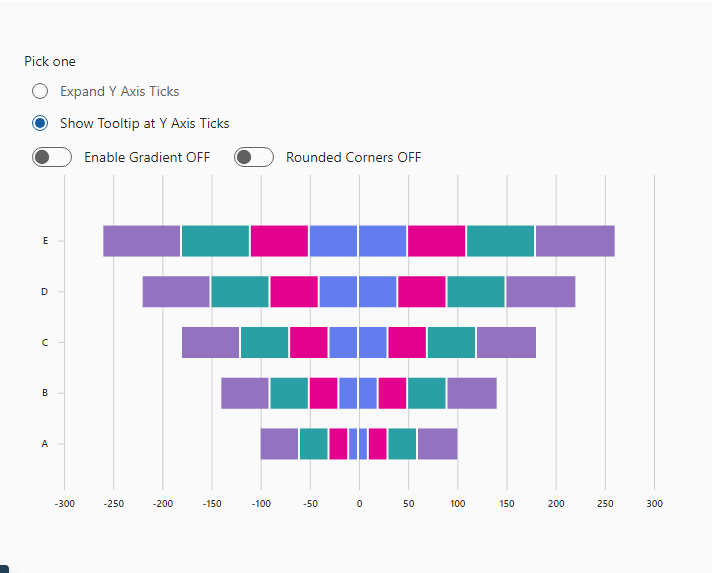 Pick one
Expand Y Axis Ticks
Show Tooltip at Y Axis Ticks
Enable Gradient OFF Rounded Corners OFF
E
D
C
B
A
-300 -250 -200 -150 -100 -50 0 50 100 150 200 250 300